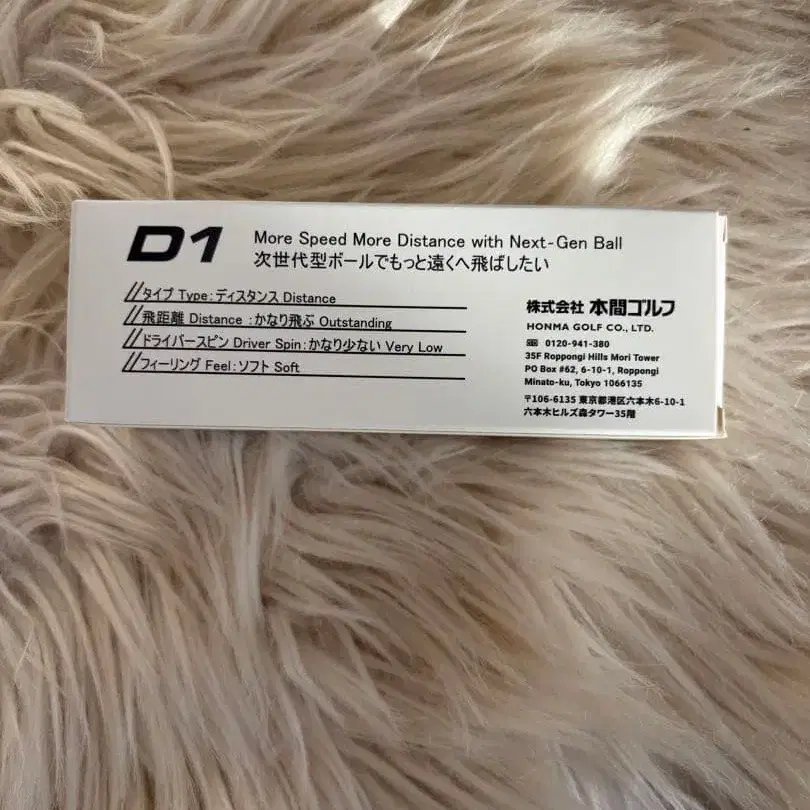 D1
More Speed More Distance with Next-Gen Ball
次世代型ボールでもっと遠くへ飛ばしたい
タイプ Type:ディスタンス Distance
飛距離 Distance :かなり飛ぶ Outstanding
ドライバースピン Driver Spin:かなり少ない Very Low
フィーリング Feel:ソフト Soft
株式会社 本間ゴルフ
HONMA GOLF CO., LTD.
0120-941-380
35F Roppongi Hills Mori Tower
PO Box #62, 6-10-1, Roppongi
Minato-ku, Tokyo 1066135
〒106-6135 東京都港区六本木6-10-1
六本木ヒルズ森タワー35階